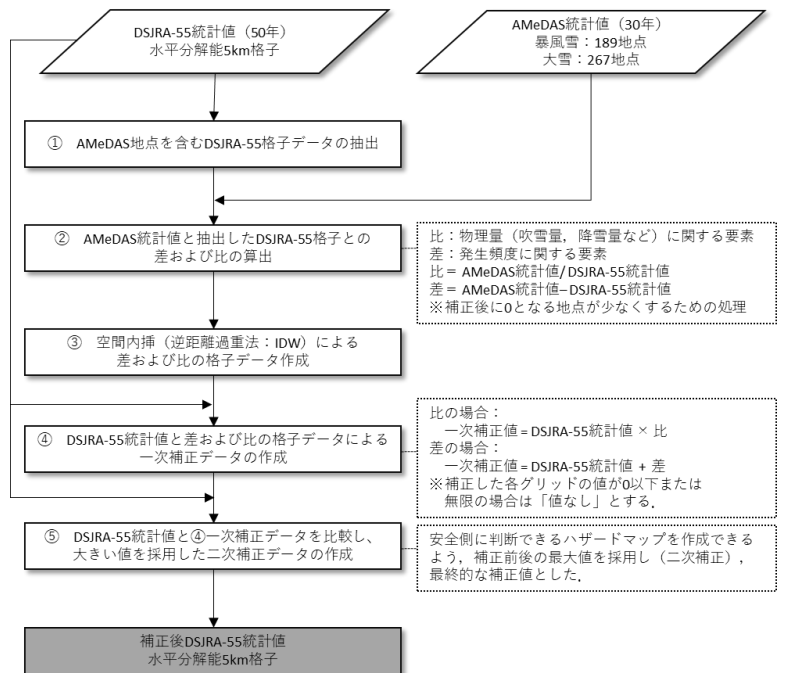 DSJRA-55統計値（50年）
水平分解能5km格子
AMeDAS統計値（30年）
暴風雪：189地点
大雪：267地点
① AMeDAS地点を含むDSJRA-55格子データの抽出
② AMeDAS統計値と抽出したDSJRA-55格子との
差および比の算出
比：物理量（吹雪量，降雪量など）に関する要素
差：発生頻度に関する要素
比＝ AMeDAS統計値/ DSJRA-55統計値
差＝ AMeDAS統計値−DSJRA-55統計値
※補正後に0となる地点が少なくするための処理
③ 空間内挿（逆距離過重法：IDW）による
差および比の格子データ作成
④ DSJRA-55統計値と差および比の格子データによる
一次補正データの作成
比の場合：
一次補正値 = DSJRA-55統計値 × 比
差の場合：
一次補正値 = DSJRA-55統計値 + 差
※補正した各グリッドの値が0以下または
無限の場合は「値なし」とする．
⑤ DSJRA-55統計値と④一次補正データを比較し、
大きい値を採用した二次補正データの作成
安全側に判断できるハザードマップを作成できる
よう，補正前後の最大値を採用し（二次補正），
最終的な補正値とした．
補正後DSJRA-55統計値
水平分解能5km格子